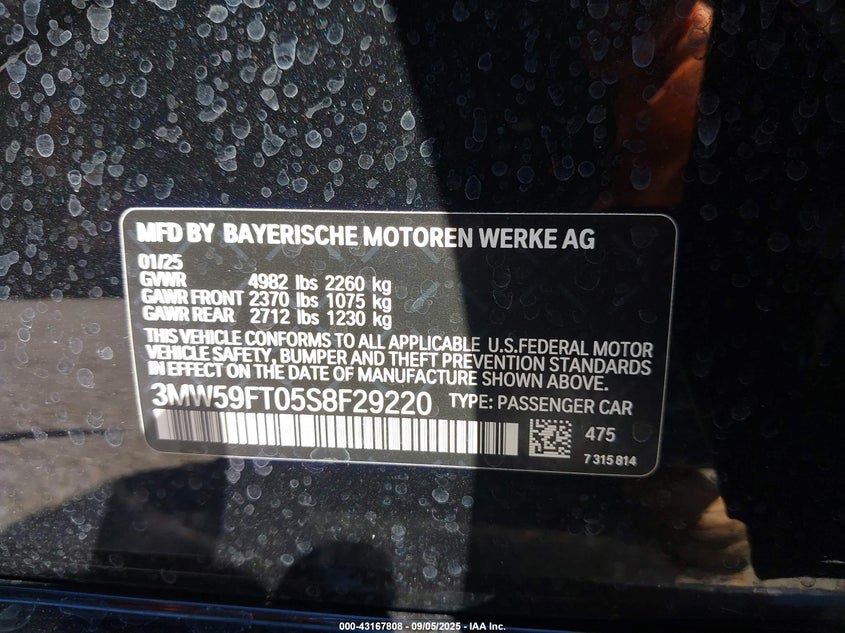 MFD BY BAYERISCHE MOTOREN WERKE AG
01/25
GVWR 4982 lbs 2260 kg
GAWR FRONT 2370 lbs 1075 kg
GAWR REAR 2712 lbs 1230 kg
THIS VEHICLE CONFORMS TO ALL APPLICABLE U.S.FEDERAL MOTOR
VEHICLE SAFETY, BUMPER AND THEFT PREVENTION STANDARDS
IN EFFECT ON THE DATE OF MANUFACTURE SHOWN ABOVE.
3MW59FT05S8F29220 TYPE: PASSENGER CAR
475
7 315 814
000-43167808 - 09/05/2025 - IAA Inc.